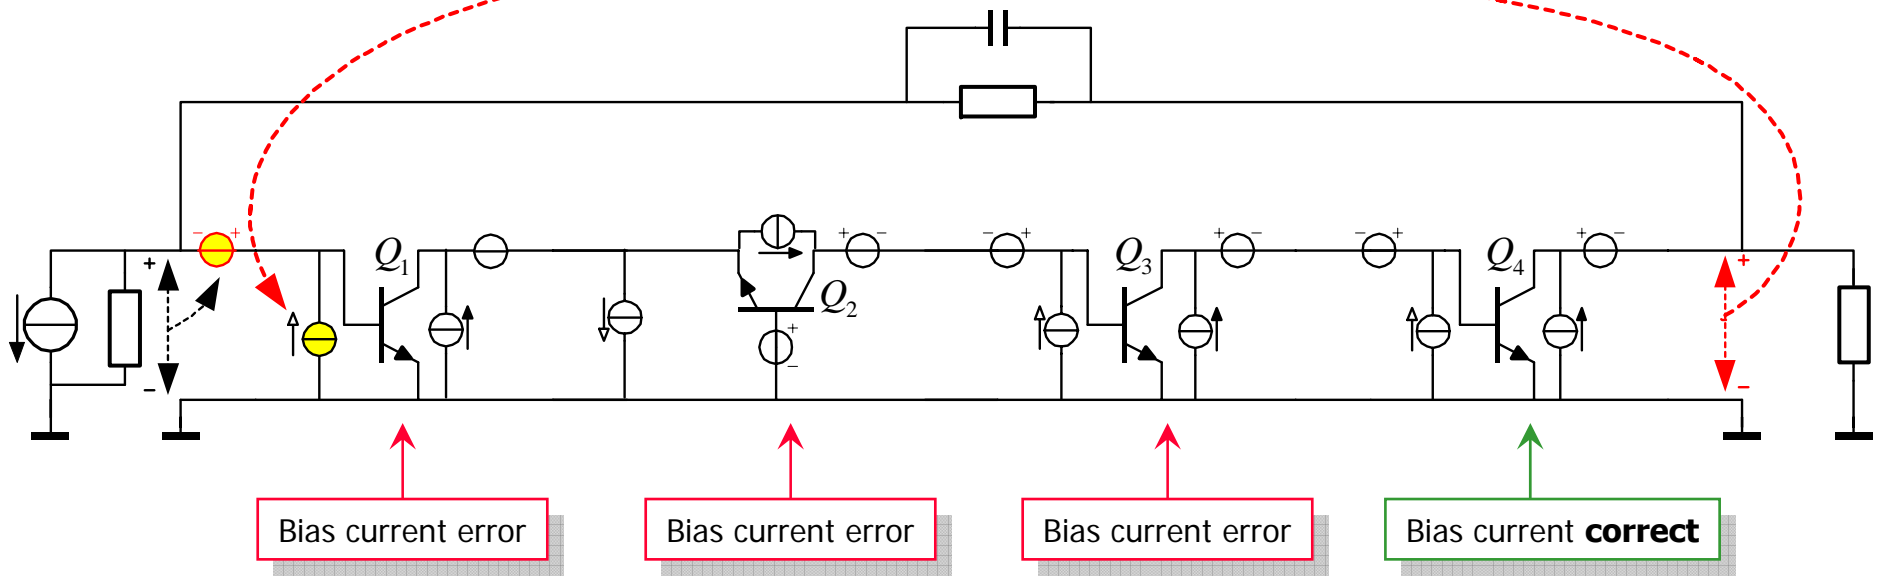 - +
Q1
Q2
+ -
- +
Q3
+ -
- +
Q4
+ -
+
-
+
-
+
-
Bias current error
Bias current error
Bias current error
Bias current correct